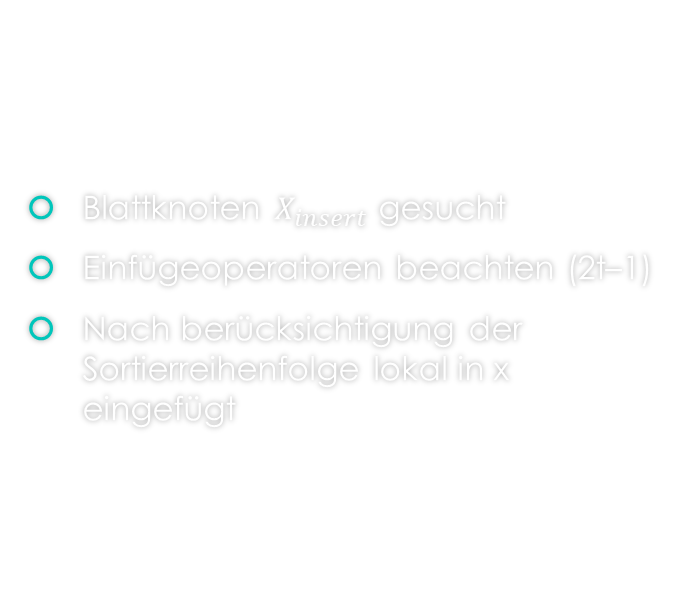 Blattknoten x_insert gesucht
Einfügeoperatoren beachten (2t–1)
Nach berücksichtigung der
Sortierreihenfolge lokal in x
eingefügt